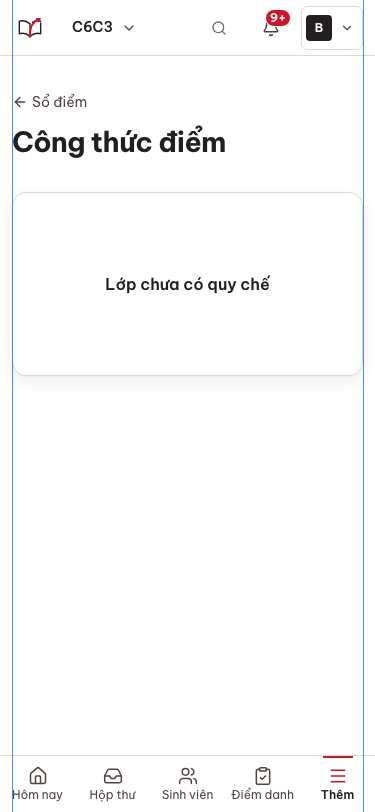 C6C3
9+
B
Sổ điểm
Công thức điểm
Lớp chưa có quy chế
Hôm nay
Hộp thư
Sinh viên
Điểm danh
Thêm